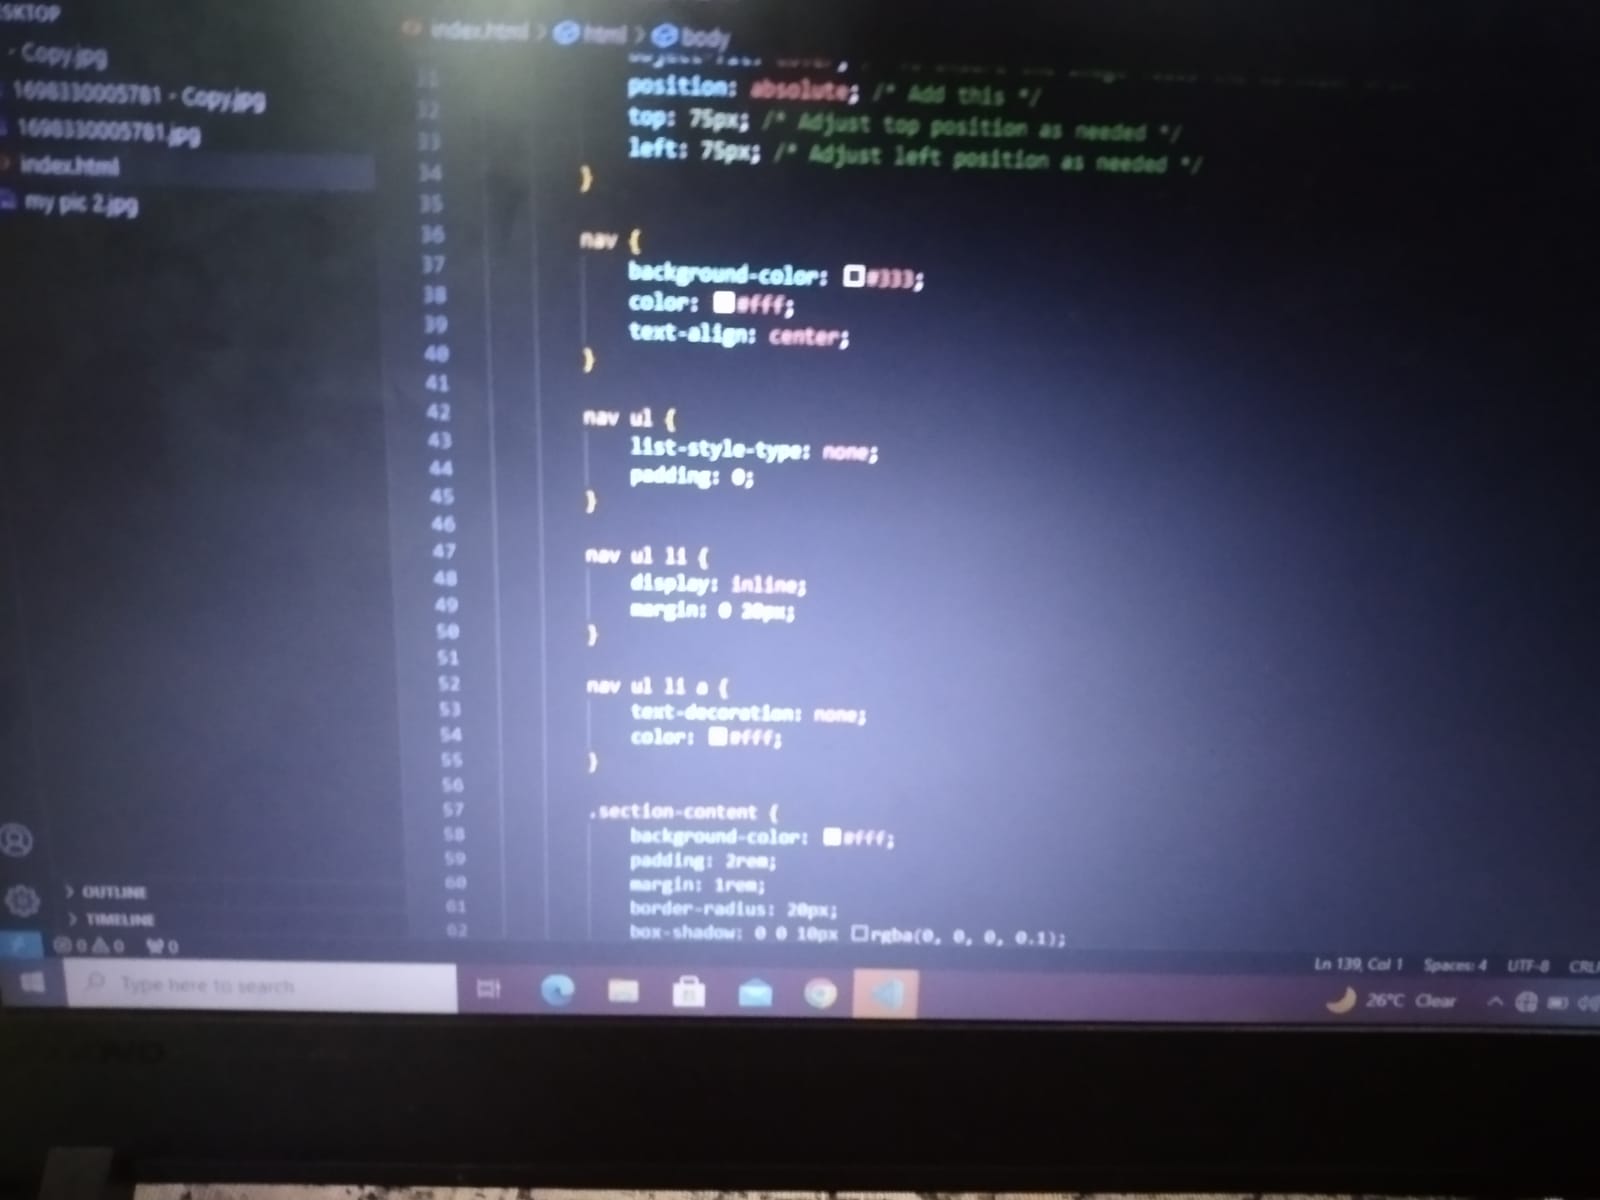 SKTOP
- Copy.jpg
1698330005781 - Copy.jpg
1698330005781.jpg
index.html
my pic 2.jpg
index.html > html > body
31
32 position: absolute; /* Add this */
33 top: 75px; /* Adjust top position as needed */
left: 75px; /* Adjust left position as needed */
34 }
35
36 nav {
37 background-color: #333;
38 color: #fff;
39 text-align: center;
40 }
41
42 nav ul {
43 list-style-type: none;
44 padding: 0;
45 }
46
47 nav ul li {
48 display: inline;
49 margin: 0 20px;
50 }
51
52 nav ul li a {
53 text-decoration: none;
54 color: #fff;
55 }
56
57 .section-content {
58 background-color: #fff;
59 padding: 2rem;
60 margin: 1rem;
61 border-radius: 20px;
62 box-shadow: 0 0 10px rgba(0, 0, 0, 0.1);
> OUTLINE
> TIMELINE
0 0 0
Ln 139, Col 1 Spaces: 4 UTF-8 CRL
Type here to search
26°C Clear